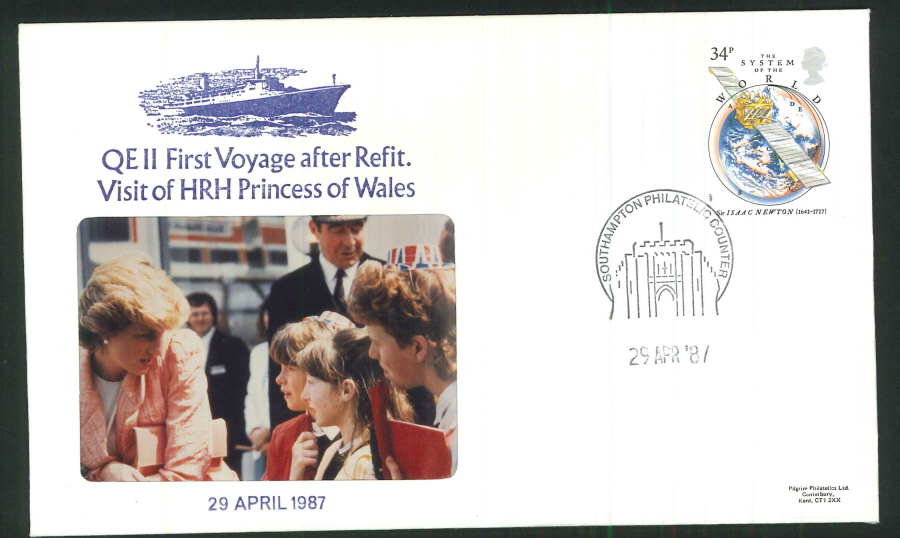 QE II First Voyage after Refit.
Visit of HRH Princess of Wales
29 APRIL 1987
34P
THE
SYSTEM
OF THE
WORLD
Sir ISAAC NEWTON (1642–1727)
SOUTHAMPTON PHILATELIC COUNTER
29 APR '87
Pilgrim Philatelics Ltd.
Canterbury,
Kent, CT1 2XX